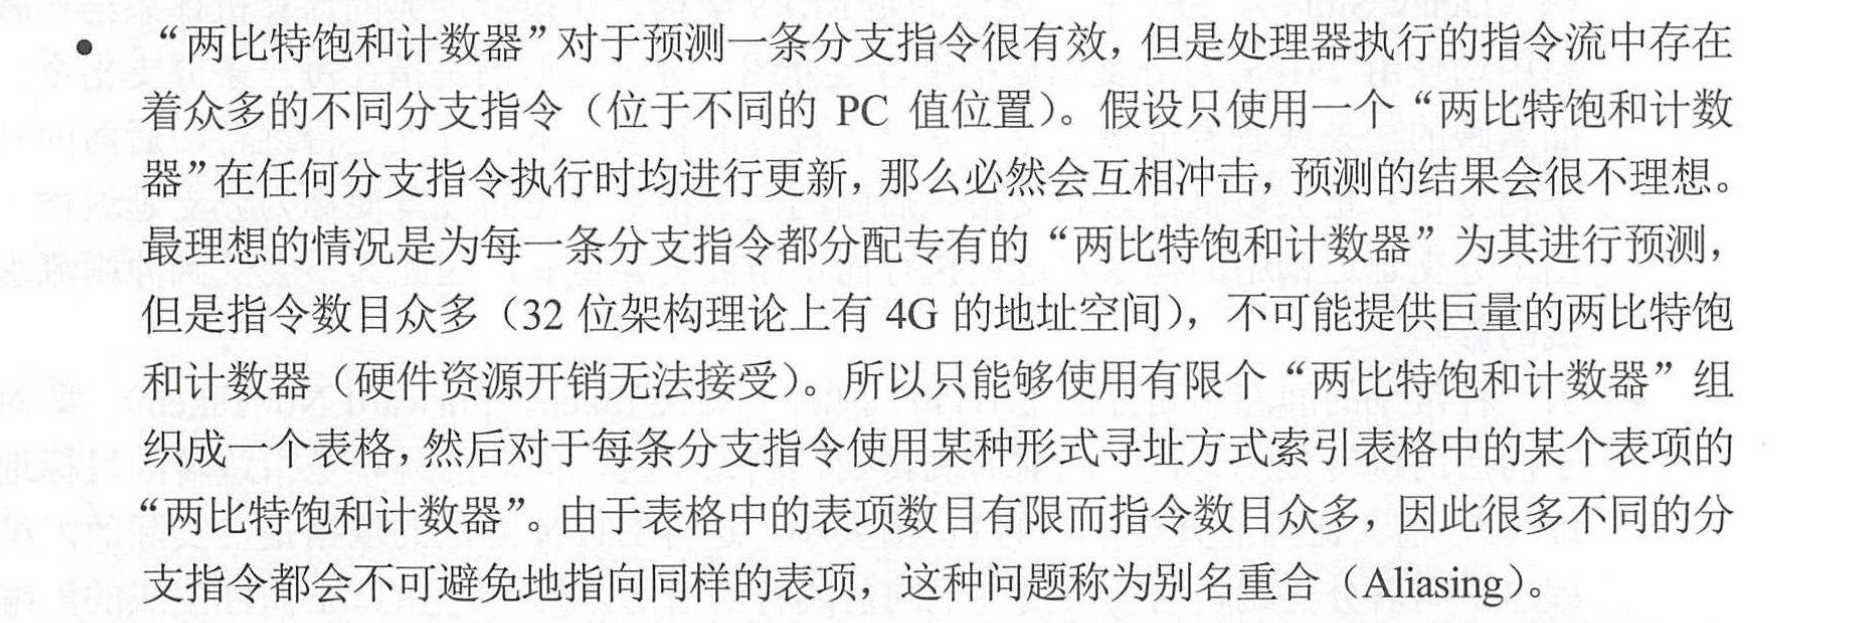 • “两比特饱和计数器”对于预测一条分支指令很有效，但是处理器执行的指令流中存在
着众多的不同分支指令（位于不同的 PC 值位置）。假设只使用一个“两比特饱和计数
器”在任何分支指令执行时均进行更新，那么必然会互相冲击，预测的结果会很不理想。
最理想的情况是为每一条分支指令都分配专有的“两比特饱和计数器”为其进行预测，
但是指令数目众多（32 位架构理论上有 4G 的地址空间），不可能提供巨量的两比特饱
和计数器（硬件资源开销无法接受）。所以只能够使用有限个“两比特饱和计数器”组
织成一个表格，然后对于每条分支指令使用某种形式寻址方式索引表格中的某个表项的
“两比特饱和计数器”。由于表格中的表项数目有限而指令数目众多，因此很多不同的分
支指令都会不可避免地指向同样的表项，这种问题称为别名重合（Aliasing）。